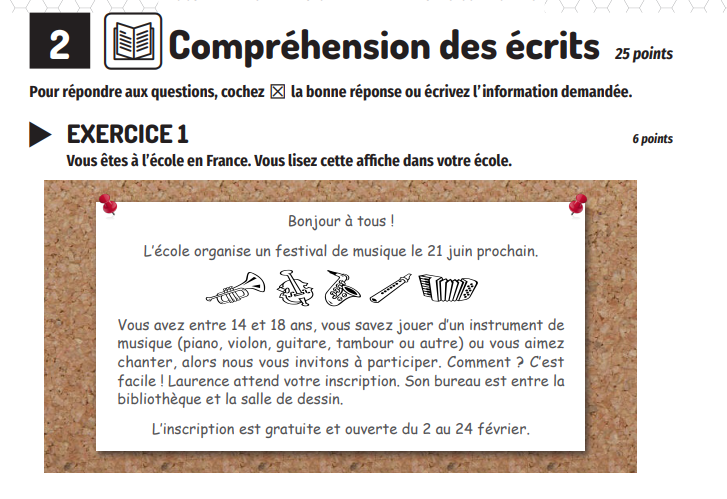 2 Compréhension des écrits 25 points
Pour répondre aux questions, cochez ☒ la bonne réponse ou écrivez l'information demandée.
EXERCICE 1 6 points
Vous êtes à l'école en France. Vous lisez cette affiche dans votre école.
Bonjour à tous !
L'école organise un festival de musique le 21 juin prochain.
Vous avez entre 14 et 18 ans, vous savez jouer d'un instrument de
musique (piano, violon, guitare, tambour ou autre) ou vous aimez
chanter, alors nous vous invitons à participer. Comment ? C'est
facile ! Laurence attend votre inscription. Son bureau est entre la
bibliothèque et la salle de dessin.
L'inscription est gratuite et ouverte du 2 au 24 février.